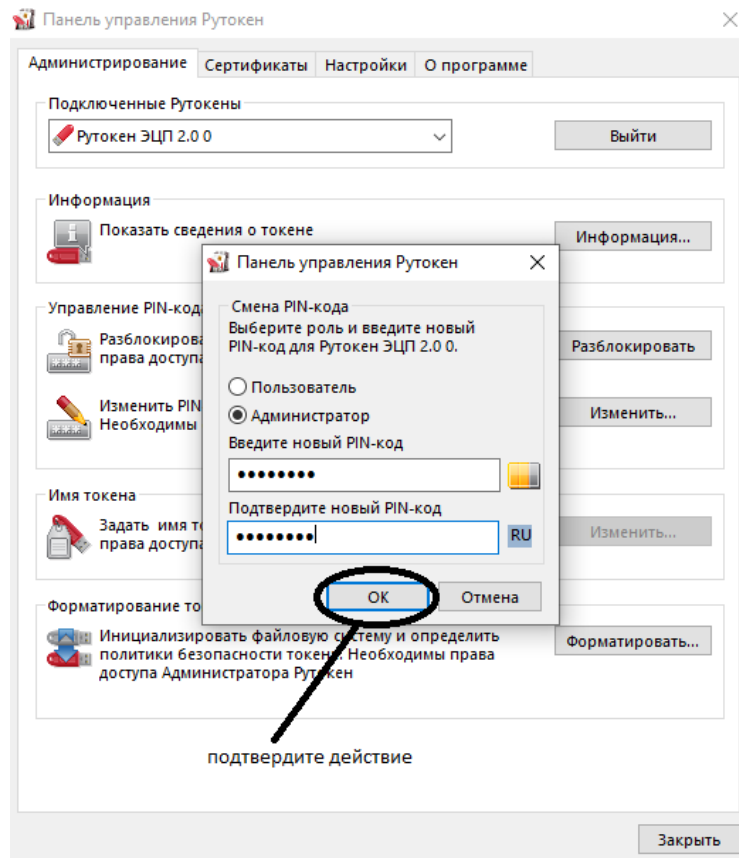 Панель управления Рутокен
Администрирование Сертификаты Настройки О программе
Подключенные Рутокены
Рутокен ЭЦП 2.0 0
Выйти
Информация
Показать сведения о токене
Информация...
Управление PIN-код
Разблокиров
права доступа
Разблокировать
Изменить PIN
Необходимы
Изменить...
Имя токена
Задать имя т
права доступа
Изменить...
Форматирование то
Инициализировать файловую систему и определить
политики безопасности токена. Необходимы права
доступа Администратора Рутокен
Форматировать...
Панель управления Рутокен
Смена PIN-кода
Выберите роль и введите новый
PIN-код для Рутокен ЭЦП 2.0 0.
Пользователь
Администратор
Введите новый PIN-код
Подтвердите новый PIN-код
RU
ОК Отмена
подтвердите действие
Закрыть